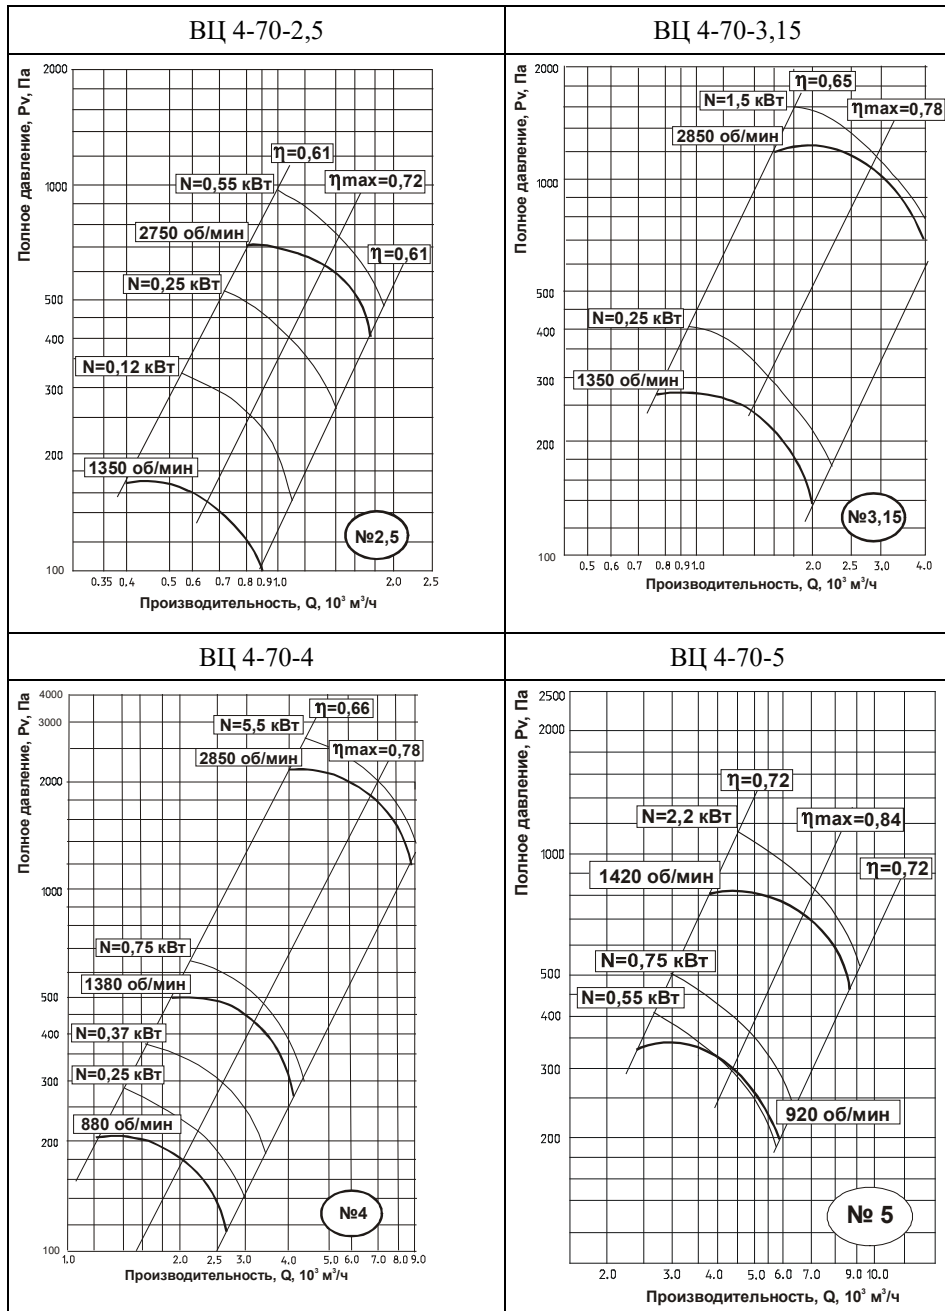 ВЦ 4-70-2,5
Полное давление, Pv, Па
2000
1000
500
400
300
200
100
η=0,61
N=0,55 кВт
ηmax=0,72
2750 об/мин
η=0,61
N=0,25 кВт
N=0,12 кВт
1350 об/мин
№2,5
0.35 0.4 0.5 0.6 0.7 0.8 0.9 1.0 2.0 2.5
Производительность, Q, 10³ м³/ч
ВЦ 4-70-3,15
Полное давление, Pv, Па
2000
1000
500
400
300
200
100
η=0,65
N=1,5 кВт
ηmax=0,78
2850 об/мин
N=0,25 кВт
1350 об/мин
№3,15
0.5 0.6 0.7 0.8 0.9 1.0 2.0 2.5 3.0 4.0
Производительность, Q, 10³ м³/ч
ВЦ 4-70-4
Полное давление, Pv, Па
4000
3000
2000
1000
500
400
300
200
100
η=0,66
N=5,5 кВт
ηmax=0,78
2850 об/мин
N=0,75 кВт
1380 об/мин
N=0,37 кВт
N=0,25 кВт
880 об/мин
№4
1.0 2.0 2.5 3.0 4.0 5.0 6.0 7.0 8.0 9.0
Производительность, Q, 10³ м³/ч
ВЦ 4-70-5
Полное давление, Pv, Па
2500
2000
1000
500
400
300
200
η=0,72
N=2,2 кВт
ηmax=0,84
1420 об/мин
η=0,72
N=0,75 кВт
N=0,55 кВт
920 об/мин
№ 5
2.0 3.0 4.0 5.0 6.0 7.0 9.0 10.0
Производительность, Q, 10³ м³/ч